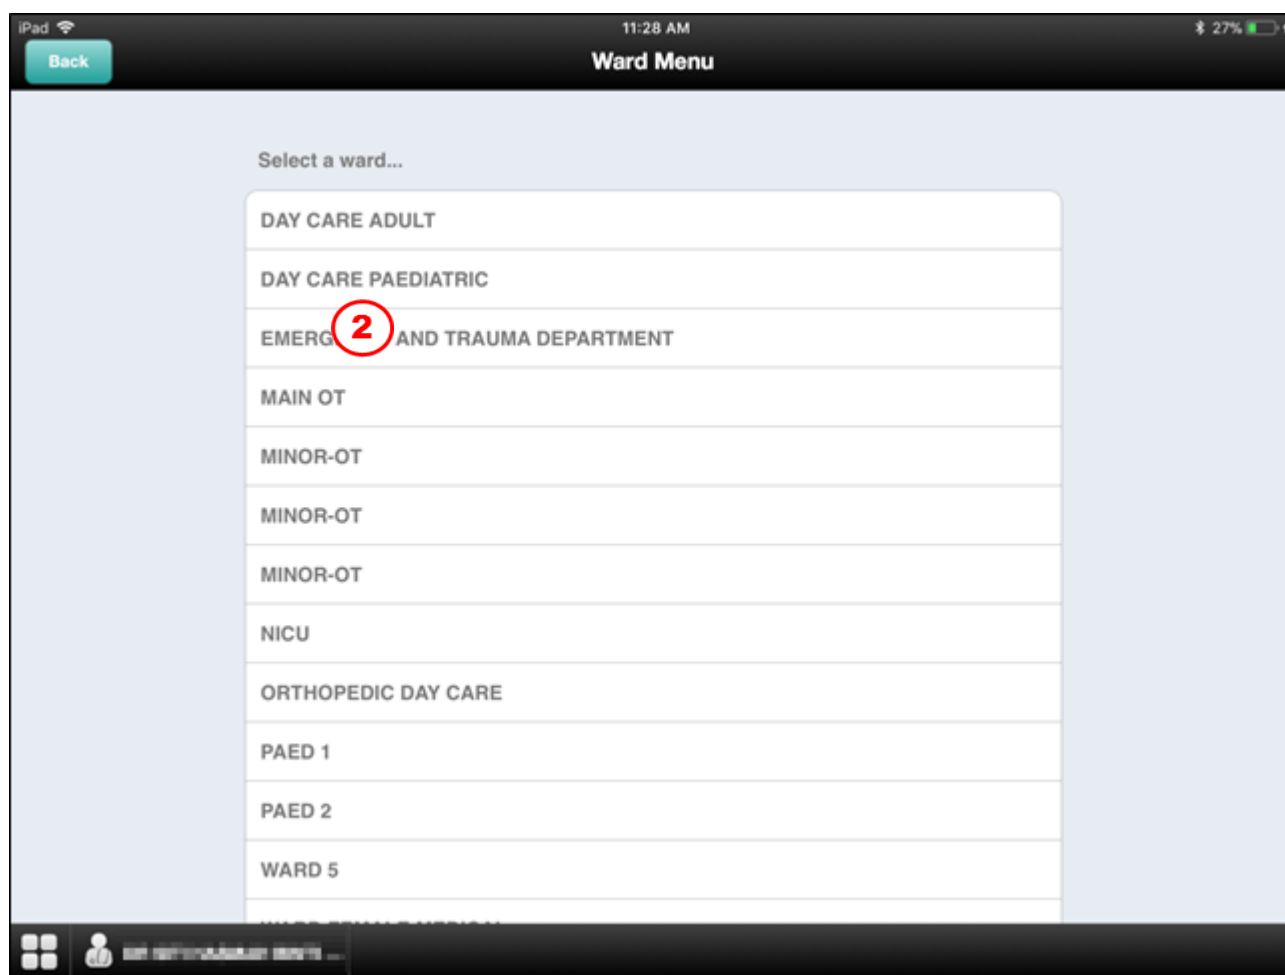 iPad 11:28 AM 27%
Back Ward Menu
Select a ward...
DAY CARE ADULT
DAY CARE PAEDIATRIC
EMERG 2 AND TRAUMA DEPARTMENT
MAIN OT
MINOR-OT
MINOR-OT
MINOR-OT
NICU
ORTHOPEDIC DAY CARE
PAED 1
PAED 2
WARD 5